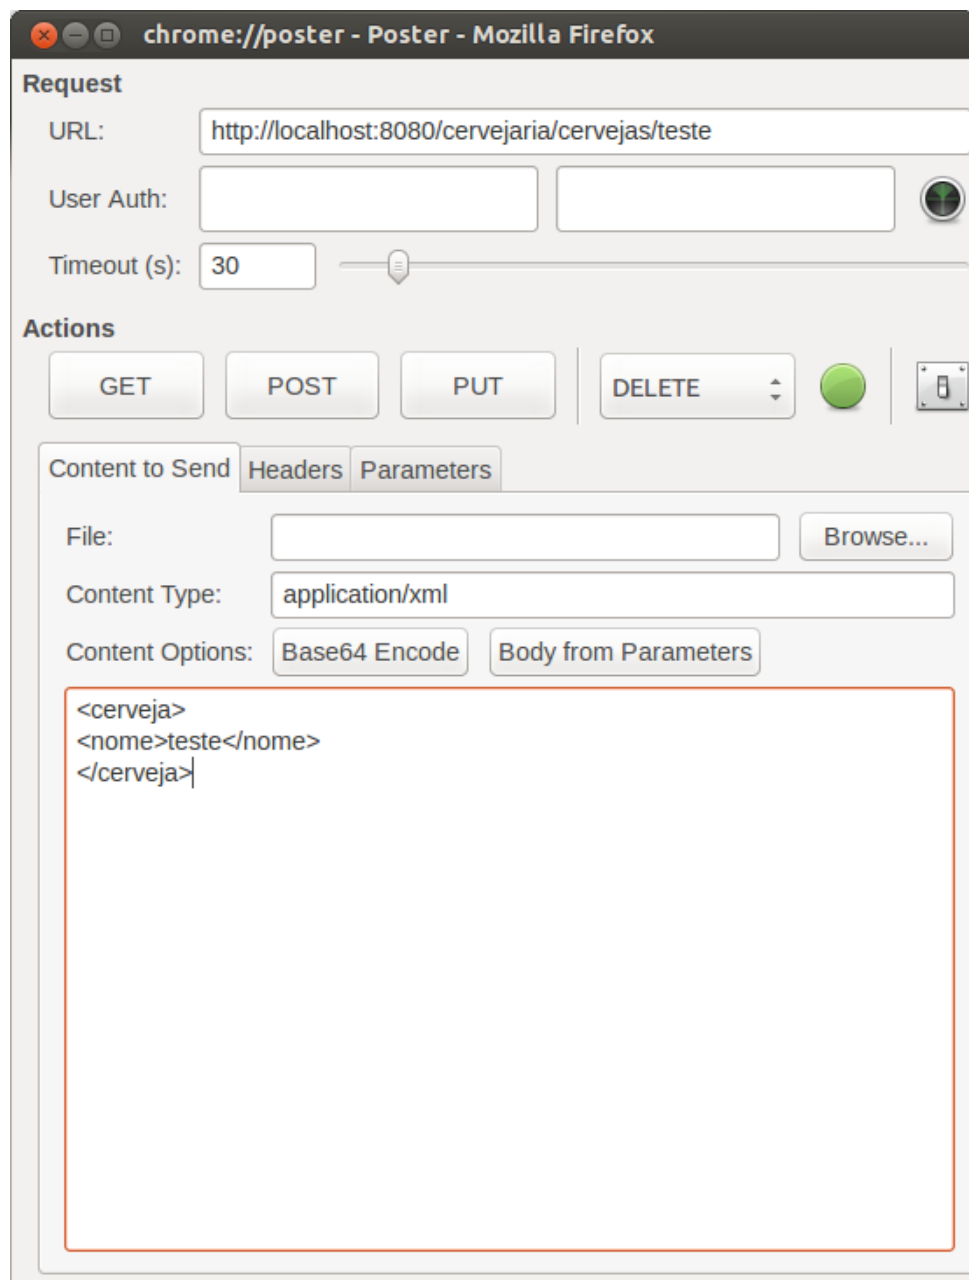 chrome://poster - Poster - Mozilla Firefox
Request
URL: http://localhost:8080/cervejaria/cervejas/teste
User Auth:
Timeout (s): 30
Actions
GET POST PUT DELETE
Content to Send Headers Parameters
File: Browse...
Content Type: application/xml
Content Options: Base64 Encode Body from Parameters
<cerveja>
<nome>teste</nome>
</cerveja>